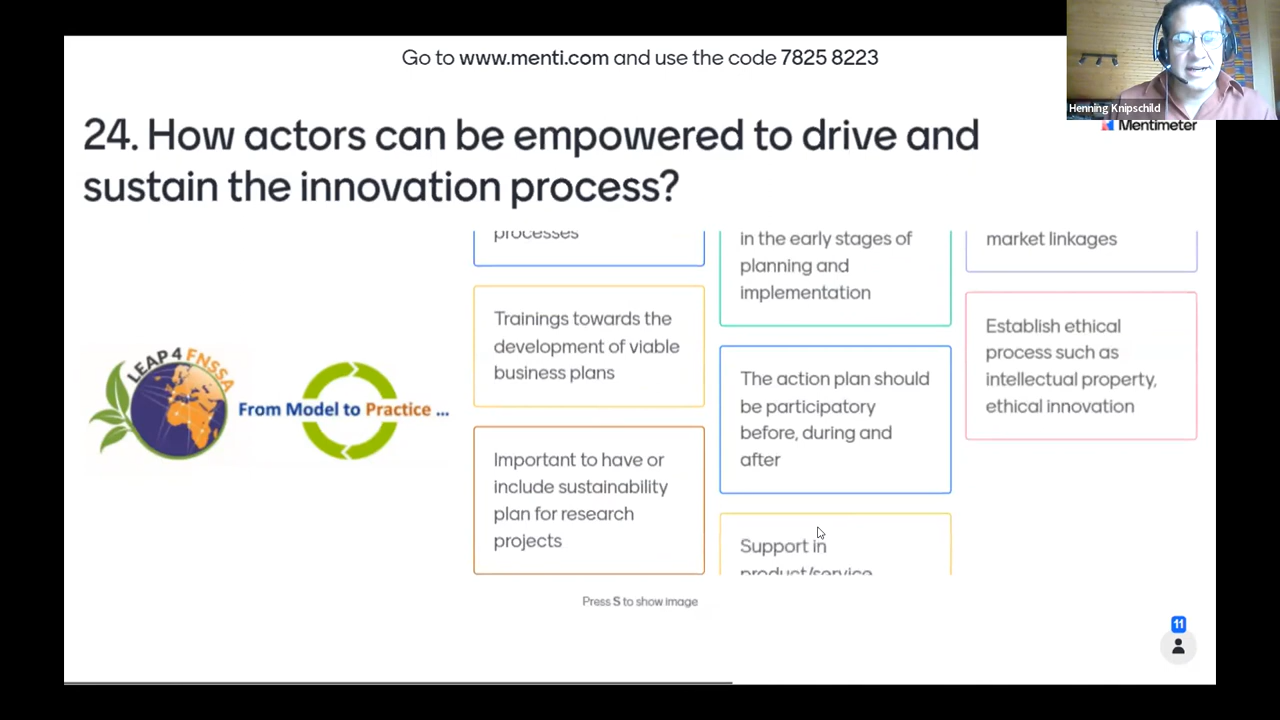 Go to www.menti.com and use the code 7825 8223
Henning Knipschild
Mentimeter
24. How actors can be empowered to drive and
sustain the innovation process?
LEAP4FNSSA
From Model to Practice ...
processes
Trainings towards the
development of viable
business plans
Important to have or
include sustainability
plan for research
projects
in the early stages of
planning and
implementation
The action plan should
be participatory
before, during and
after
Support in
product/service
market linkages
Establish ethical
process such as
intellectual property,
ethical innovation
Press S to show image
11